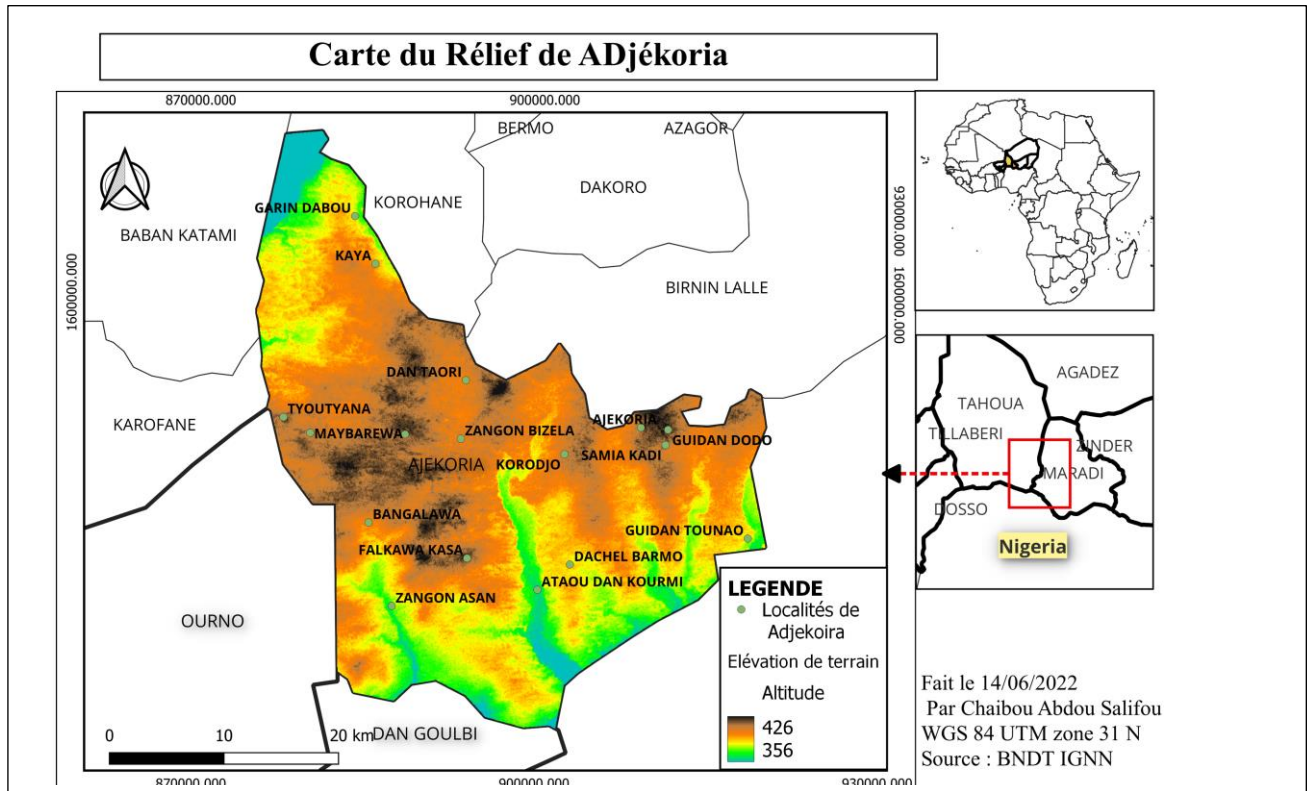 Carte du Rélief de ADjékoria
870000.000
900000.000
BERMO
AZAGOR
DAKORO
KOROHANE
GARIN DABOU
BABAN KATAMI
KAYA
BIRNIN LALLE
1600000.000
9300000.000
1600000.000
DAN TAORI
TYOUTYANA
KAROFANE
MAYBAREWA
ZANGON BIZELA
AJEKORIA
GUIDAN DODO
AJEKORIA
KORODJO
SAMIA KADI
BANGALAWA
GUIDAN TOUNAO
FALKAWA KASA
DACHEL BARMO
ATAOU DAN KOURMI
ZANGON ASAN
OURNO
DAN GOULBI
0
10
20 km
870000.000
900000.000
930000.000
LEGENDE
Localités de
Adjekoira
Elévation de terrain
Altitude
426
356
AGADEZ
TAHOUA
TILLABERI
ZINDER
MARADI
DOSSO
Nigeria
Fait le 14/06/2022
Par Chaibou Abdou Salifou
WGS 84 UTM zone 31 N
Source : BNDT IGNN